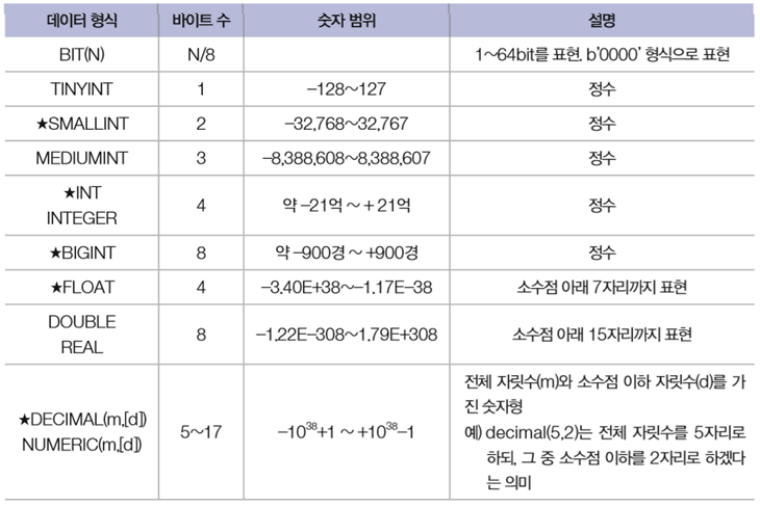 데이터 형식 바이트 수 숫자 범위 설명
BIT(N) N/8 1~64bit를 표현. b'0000' 형식으로 표현
TINYINT 1 -128~127 정수
★SMALLINT 2 -32,768~32,767 정수
MEDIUMINT 3 -8,388,608~8,388,607 정수
★INT
INTEGER 4 약 -21억 ~ +21억 정수
★BIGINT 8 약 -900경 ~ +900경 정수
★FLOAT 4 -3.40E+38~-1.17E-38 소수점 아래 7자리까지 표현
DOUBLE
REAL 8 -1.22E-308~1.79E+308 소수점 아래 15자리까지 표현
★DECIMAL(m,[d])
NUMERIC(m,[d]) 5~17 -10³⁸+1 ~ +10³⁸-1
전체 자릿수(m)와 소수점 이하 자릿수(d)를 가
진 숫자형
예) decimal(5,2)는 전체 자릿수를 5자리로
하되, 그 중 소수점 이하를 2자리로 하겠다
는 의미